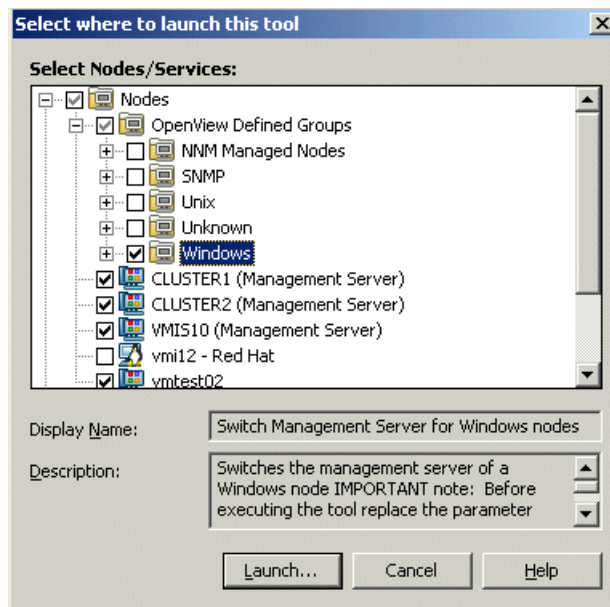 Select where to launch this tool
Select Nodes/Services:
Nodes
OpenView Defined Groups
NNM Managed Nodes
SNMP
Unix
Unknown
Windows
CLUSTER1 (Management Server)
CLUSTER2 (Management Server)
VMIS10 (Management Server)
vmi12 - Red Hat
vmtest02
Display Name:
Switch Management Server for Windows nodes
Description:
Switches the management server of a
Windows node IMPORTANT note:  Before
executing the tool replace the parameter
Launch...
Cancel
Help